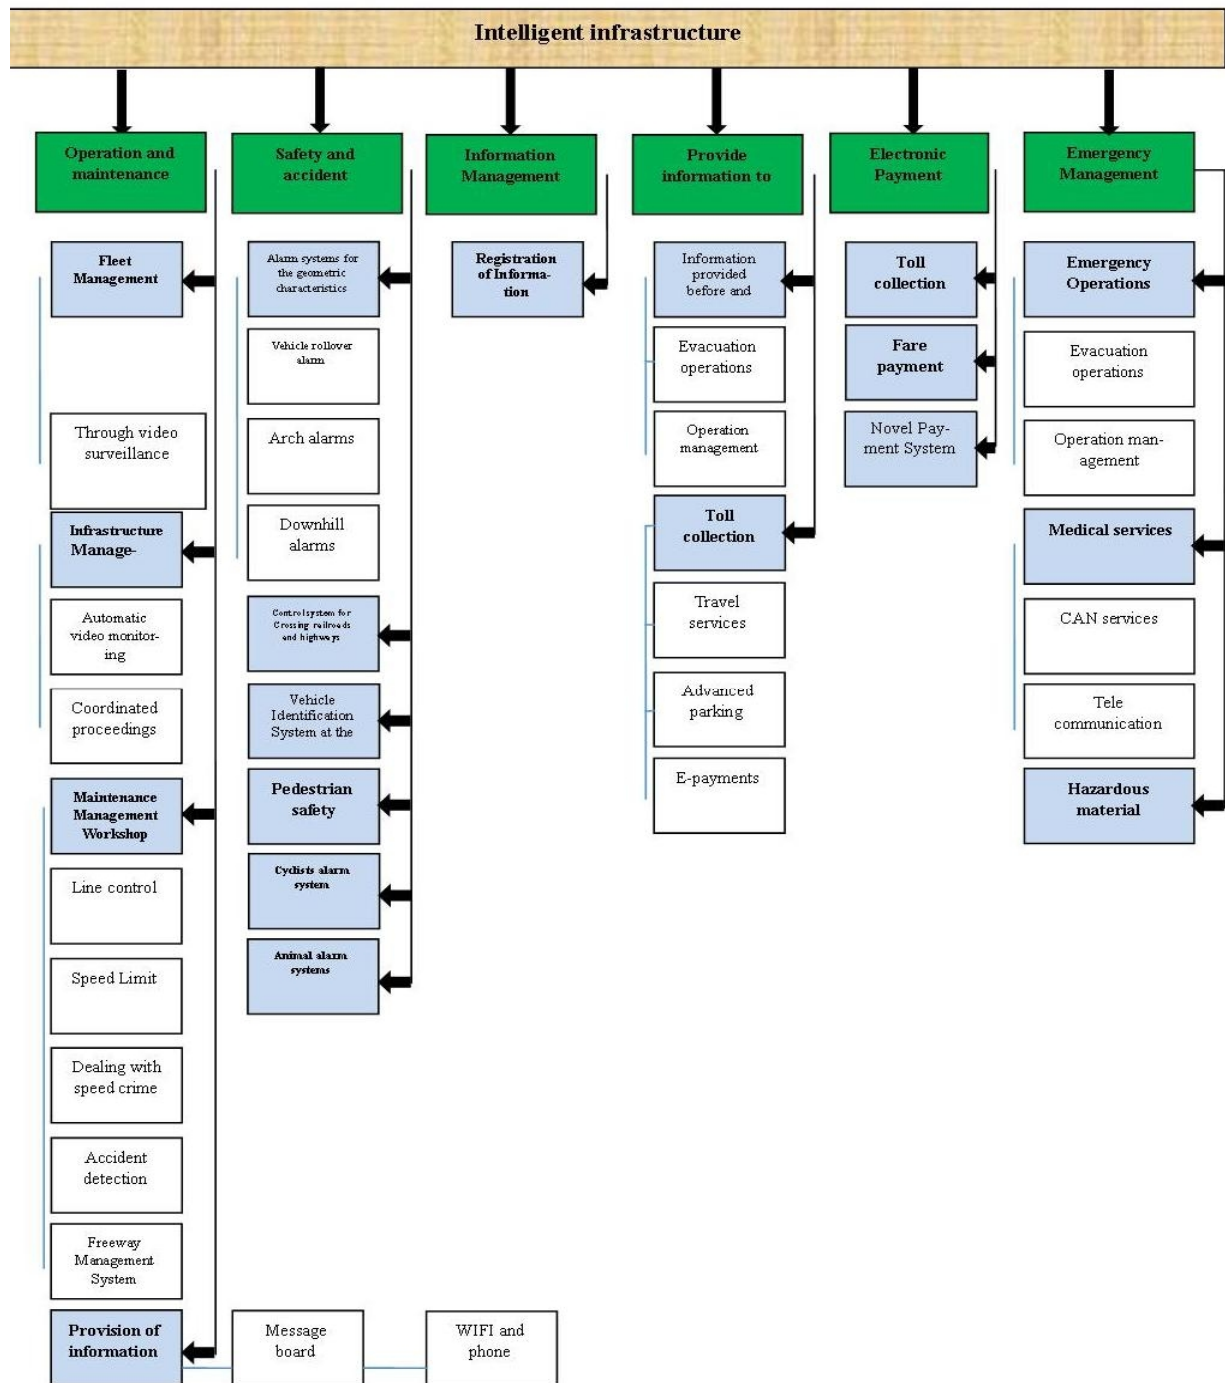 Intelligent infrastructure
Operation and
maintenance
Fleet
Management
Through video
surveillance
Infrastructure
Manage-
Automatic
video monitor-
ing
Coordinated
proceedings
Maintenance
Management
Workshop
Line control
Speed Limit
Dealing with
speed crime
Accident
detection
Freeway
Management
System
Provision of
information
Message
board
WIFI and
phone
Safety and
accident
Alarm systems for
the geometric
characteristics
Vehicle rollover
alarm
Arch alarms
Downhill
alarms
Control system for
Crossing railroads
and highways
Vehicle
Identification
System at the
Pedestrian
safety
Cyclists alarm
system
Animal alarm
systems
Information
Management
Registration
of Informa-
tion
Provide
information to
Information
provided
before and
Evacuation
operations
Operation
management
Toll
collection
Travel
services
Advanced
parking
E-payments
Electronic
Payment
Toll
collection
Fare
payment
Novel Pay-
ment System
Emergency
Management
Emergency
Operations
Evacuation
operations
Operation man-
agement
Medical services
CAN services
Tele
communication
Hazardous
material